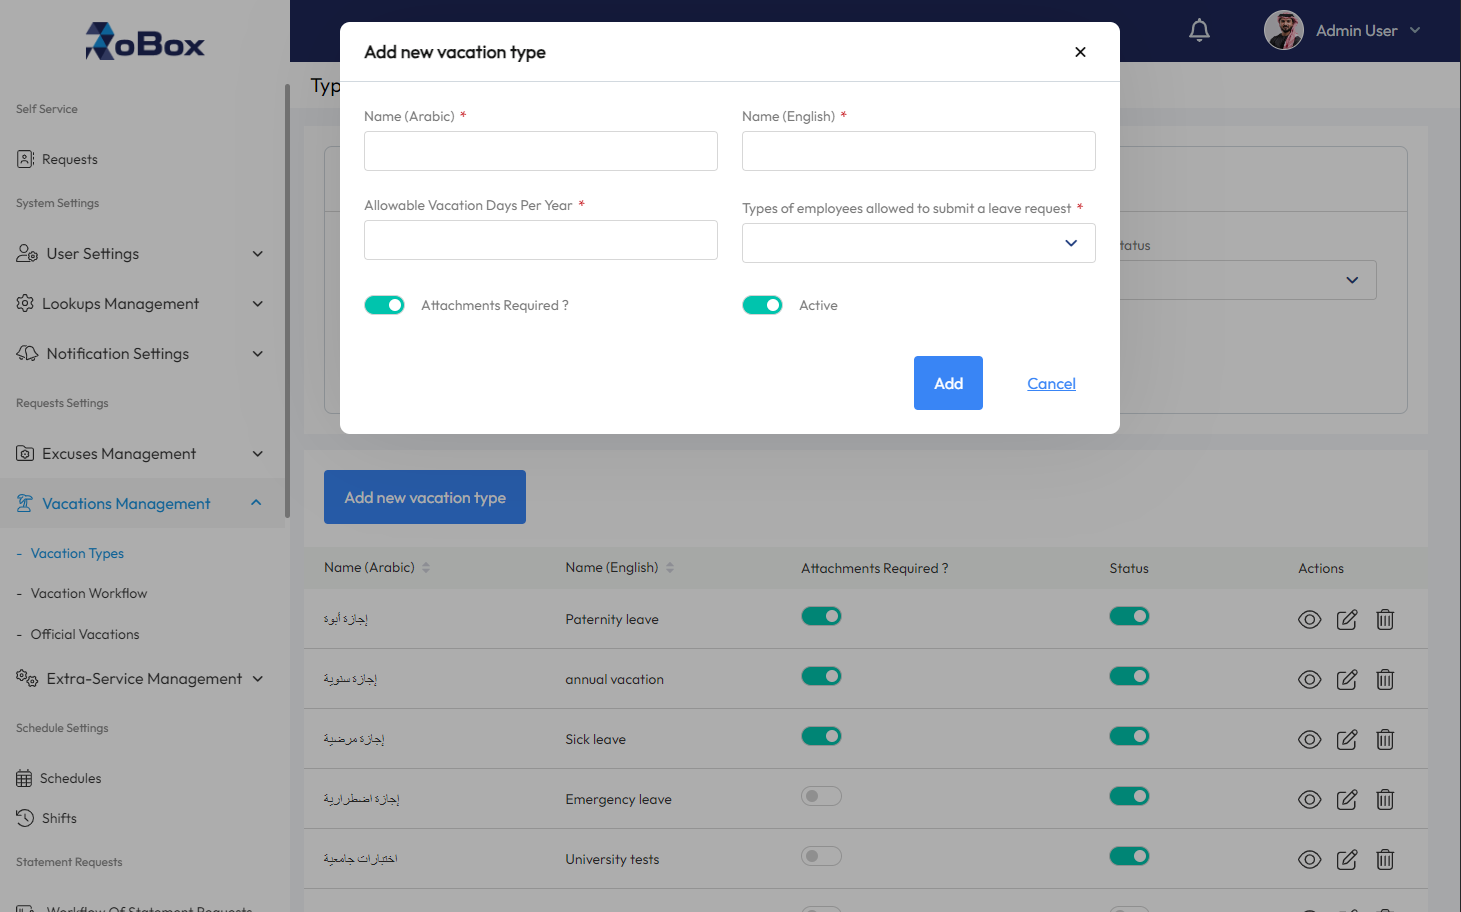 RoBox
Self Service
Requests
System Settings
User Settings
Lookups Management
Notification Settings
Requests Settings
Excuses Management
Vacations Management
- Vacation Types
- Vacation Workflow
- Official Vacations
Extra-Service Management
Schedule Settings
Schedules
Shifts
Statement Requests
Workflow Of Statement Requests
Admin User
Typ
Add new vacation type
Name (Arabic) *
Name (English) *
Allowable Vacation Days Per Year *
Types of employees allowed to submit a leave request *
Attachments Required ?
Active
Add
Cancel
tatus
Add new vacation type
Name (Arabic) Name (English) Attachments Required ? Status Actions
إجازة أبوة Paternity leave
إجازة سنوية annual vacation
إجازة مرضية Sick leave
إجازة اضطرارية Emergency leave
اختبارات جامعية University tests